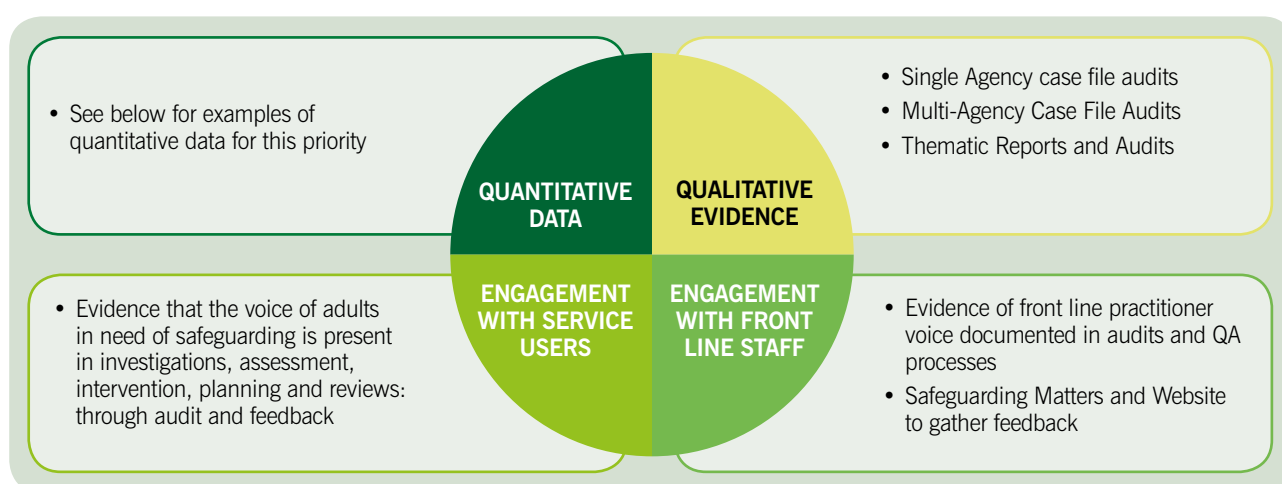 • See below for examples of
quantitative data for this priority
QUANTITATIVE
DATA
QUALITATIVE
EVIDENCE
• Single Agency case file audits
• Multi-Agency Case File Audits
• Thematic Reports and Audits
• Evidence that the voice of adults
in need of safeguarding is present
in investigations, assessment,
intervention, planning and reviews:
through audit and feedback
ENGAGEMENT
WITH SERVICE
USERS
ENGAGEMENT
WITH FRONT
LINE STAFF
• Evidence of front line practitioner
voice documented in audits and QA
processes
• Safeguarding Matters and Website
to gather feedback